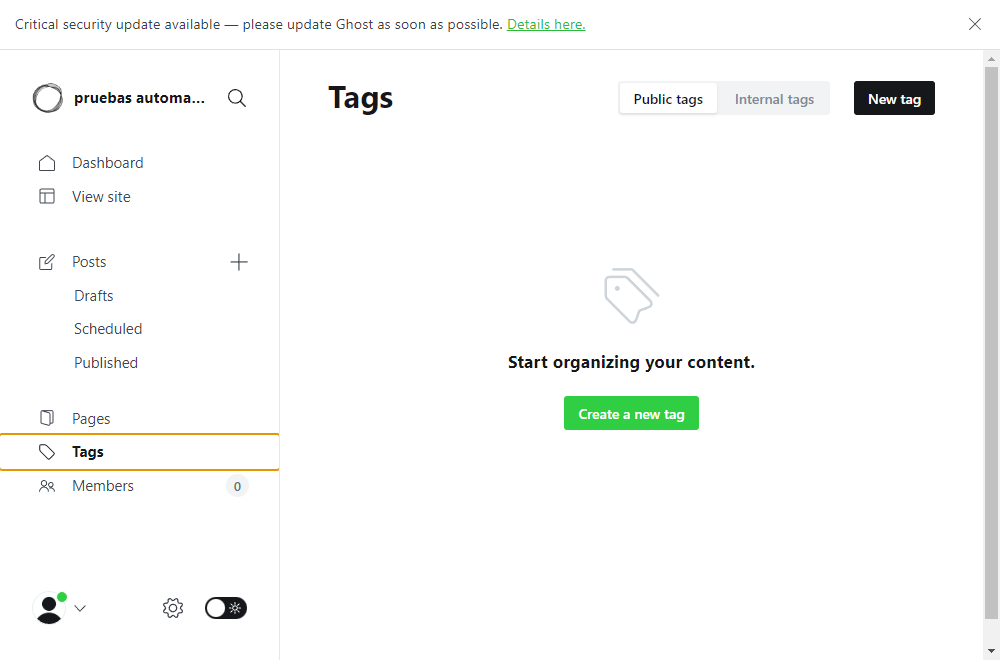 Critical security update available — please update Ghost as soon as possible. Details here.
pruebas automa...
Dashboard
View site
Posts
Drafts
Scheduled
Published
Pages
Tags
Members 0
Tags
Public tags Internal tags New tag
Start organizing your content.
Create a new tag